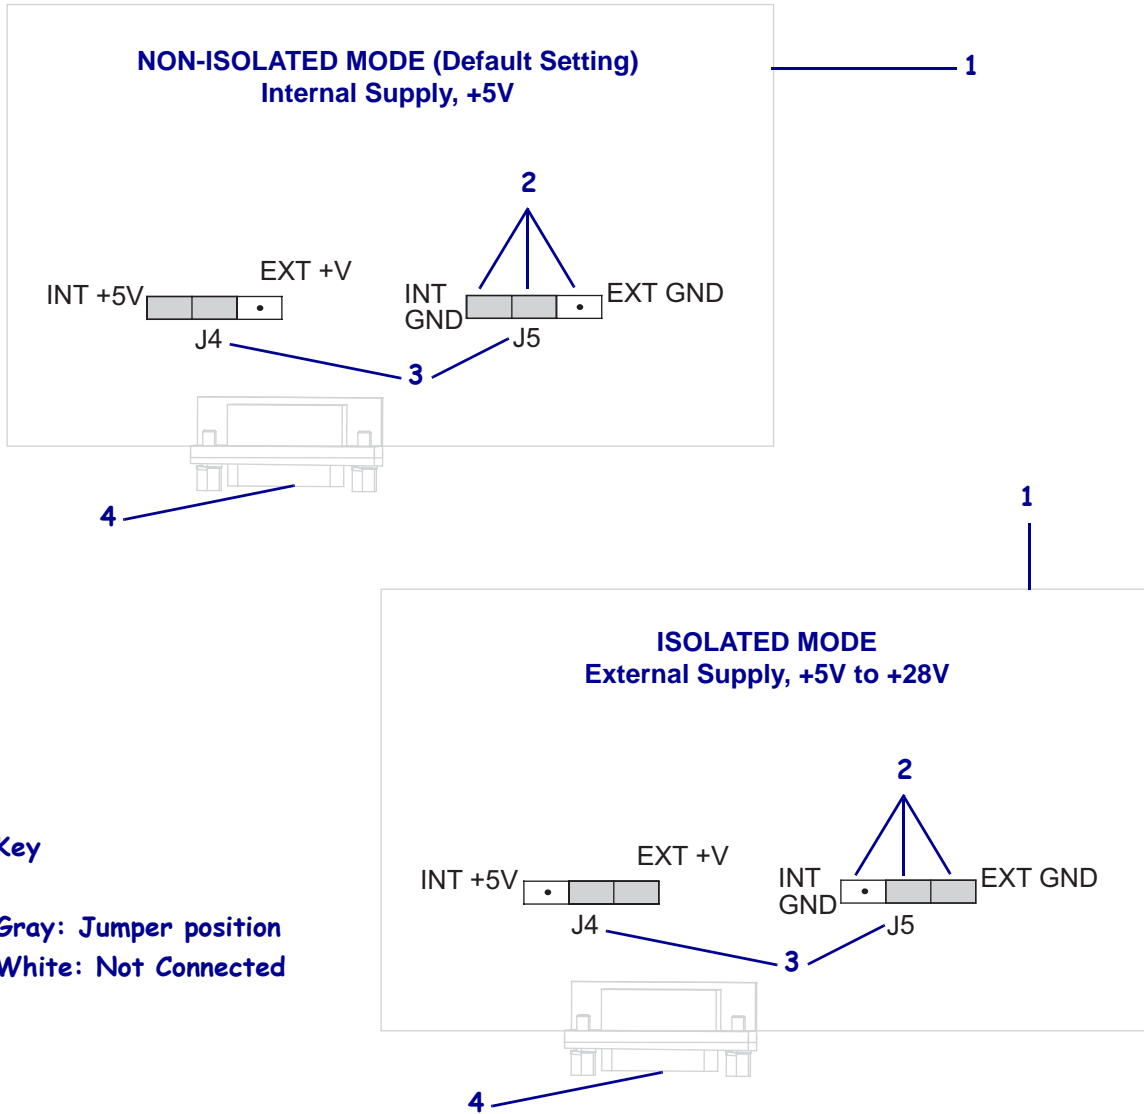 NON-ISOLATED MODE (Default Setting)
Internal Supply, +5V
1
2
INT +5V
EXT +V
INT
GND
EXT GND
J4
J5
3
4
1
ISOLATED MODE
External Supply, +5V to +28V
2
INT +5V
EXT +V
INT
GND
EXT GND
J4
J5
3
4
Key
Gray: Jumper position
White: Not Connected